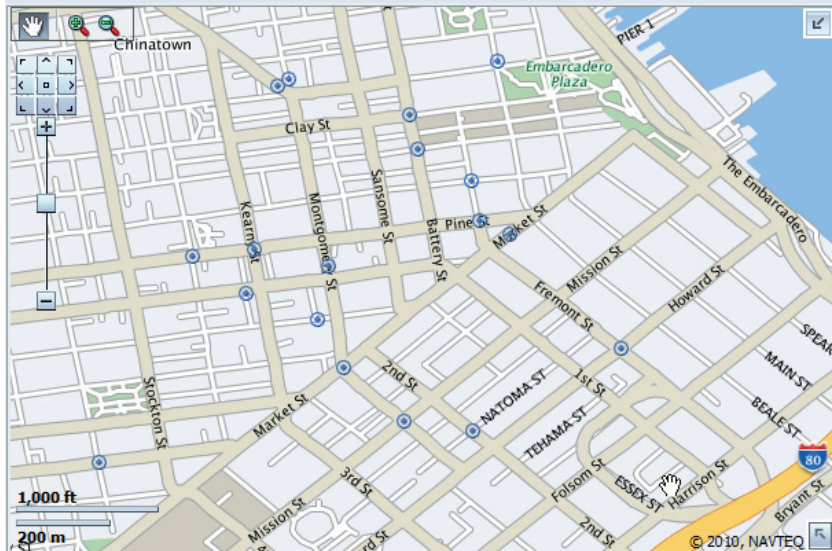 Chinatown
PIER 1
Embarcadero
Plaza
Clay St
The Embarcadero
Kearny St
Montgomery St
Sansome St
Battery St
Pine St
Market St
Mission St
Howard St
Fremont St
SPEAR
MAIN ST
BEALE ST
1st St
2nd St
NATOMA ST
TEHAMA ST
Stockton St
Market St
3rd St
Folsom St
ESSEX ST
Harrison St
80
Bryant St
Mission St
2nd St
rd St
1,000 ft
200 m
© 2010, NAVTEQ